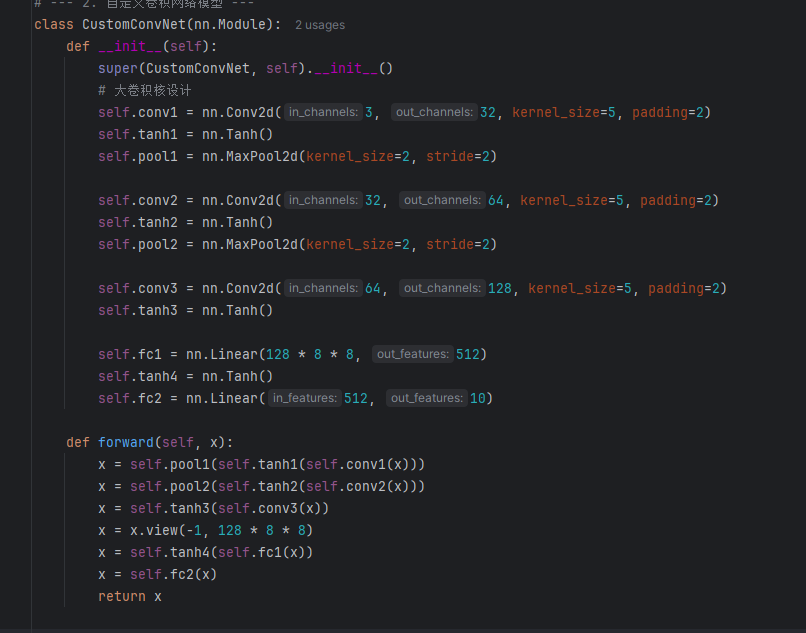 # --- 2. 自定义卷积网络模型 ---
class CustomConvNet(nn.Module): 2 usages
def __init__(self):
super(CustomConvNet, self).__init__()
# 大卷积核设计
self.conv1 = nn.Conv2d( in_channels: 3, out_channels: 32, kernel_size=5, padding=2)
self.tanh1 = nn.Tanh()
self.pool1 = nn.MaxPool2d(kernel_size=2, stride=2)
self.conv2 = nn.Conv2d( in_channels: 32, out_channels: 64, kernel_size=5, padding=2)
self.tanh2 = nn.Tanh()
self.pool2 = nn.MaxPool2d(kernel_size=2, stride=2)
self.conv3 = nn.Conv2d( in_channels: 64, out_channels: 128, kernel_size=5, padding=2)
self.tanh3 = nn.Tanh()
self.fc1 = nn.Linear(128 * 8 * 8, out_features: 512)
self.tanh4 = nn.Tanh()
self.fc2 = nn.Linear( in_features: 512, out_features: 10)
def forward(self, x):
x = self.pool1(self.tanh1(self.conv1(x)))
x = self.pool2(self.tanh2(self.conv2(x)))
x = self.tanh3(self.conv3(x))
x = x.view(-1, 128 * 8 * 8)
x = self.tanh4(self.fc1(x))
x = self.fc2(x)
return x